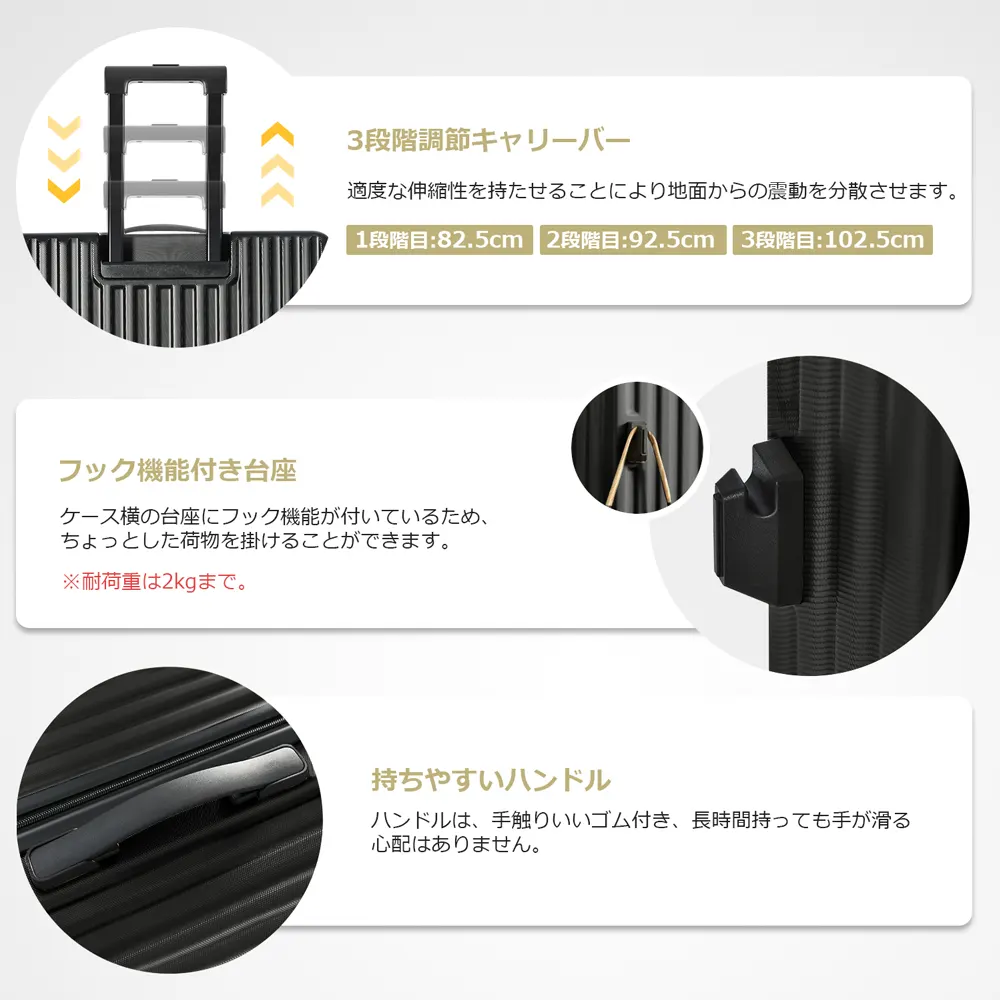 3段階調節キャリーバー
適度な伸縮性を持たせることにより地面からの震動を分散させます。
1段階目:82.5cm 2段階目:92.5cm 3段階目:102.5cm
フック機能付き台座
ケース横の台座にフック機能が付いているため、
ちょっとした荷物を掛けることができます。
※耐荷重は2kgまで。
持ちやすいハンドル
ハンドルは、手触りいいゴム付き、長時間持っても手が滑る
心配はありません。